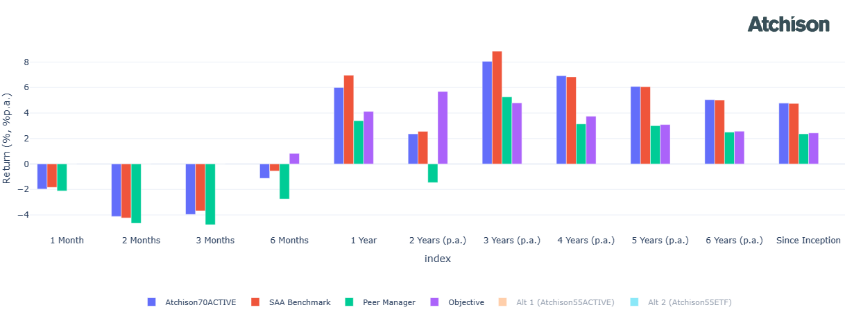 Atchison
8
6
4
2
0
−2
−4
Return (%, %p.a.)
1 Month 2 Months 3 Months 6 Months 1 Year 2 Years (p.a.) 3 Years (p.a.) 4 Years (p.a.) 5 Years (p.a.) 6 Years (p.a.) Since Inception
index
Atchison70ACTIVE SAA Benchmark Peer Manager Objective Alt 1 (Atchison55ACTIVE) Alt 2 (Atchison55ETF)